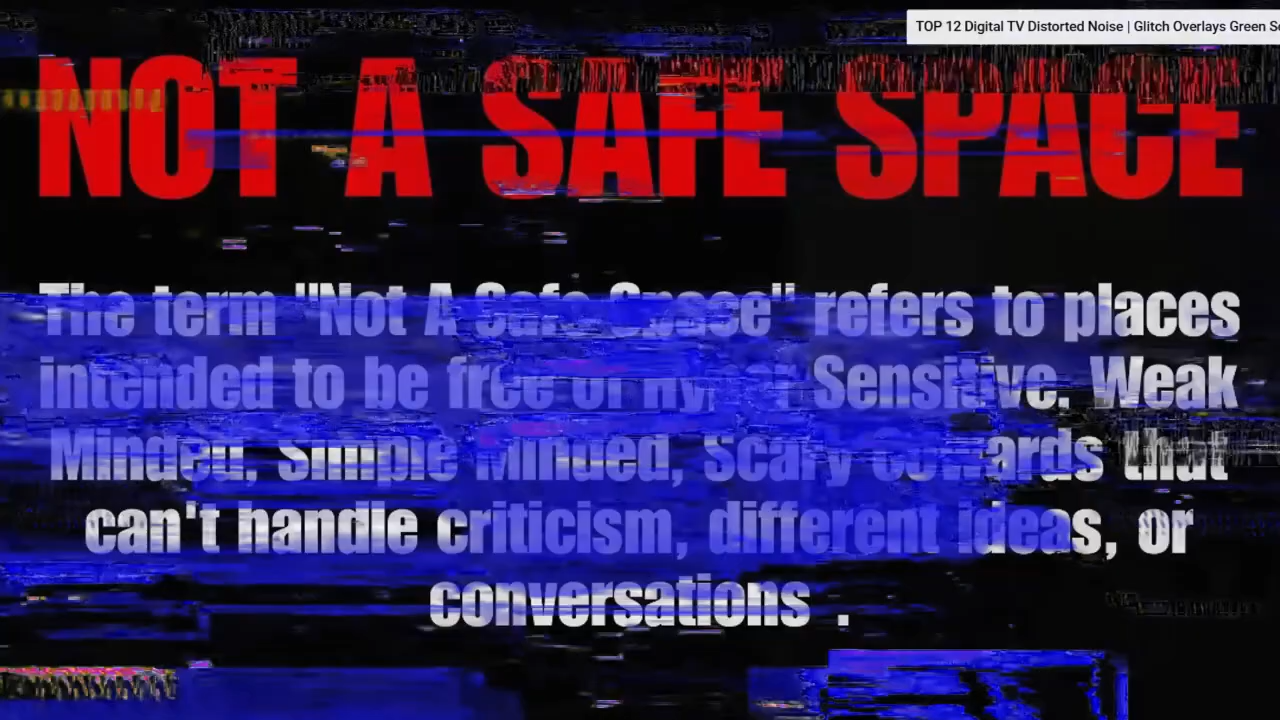 TOP 12 Digital TV Distorted Noise | Glitch Overlays Green
NOT A SAFE SPACE
The term "Not A Safe Space" refers to places
intended to be free of Hyper Sensitive. Weak
Minded, Simple Minded, Scary Cowards that
can't handle criticism, different ideas, or
conversations .